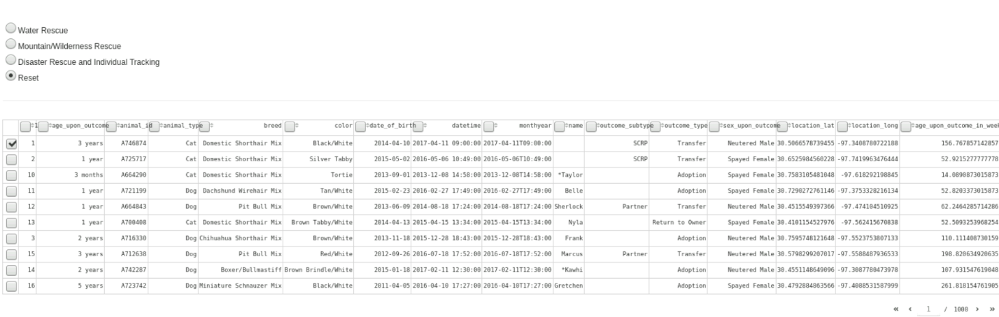 Water Rescue
Mountain/Wilderness Rescue
Disaster Rescue and Individual Tracking
Reset
1 age_upon_outcome animal_id animal_type breed color date_of_birth datetime monthyear name outcome_subtype outcome_type sex_upon_outcome location_lat location_long age_upon_outcome_in_week
1 3 years A746874 Cat Domestic Shorthair Mix Black/White 2014-04-10 2017-04-11 09:00:00 2017-04-11T09:00:00 SCRP Transfer Neutered Male 30.5066578739455 -97.3408780722188 156.767857142857
2 1 year A725717 Cat Domestic Shorthair Mix Silver Tabby 2015-05-02 2016-05-06 10:49:00 2016-05-06T10:49:00 SCRP Transfer Spayed Female 30.6525984560228 -97.7419963476444 52.9215277777778
10 3 months A664290 Cat Domestic Shorthair Mix Tortie 2013-09-01 2013-12-08 14:58:00 2013-12-08T14:58:00 *Taylor Adoption Spayed Female 30.7583105481048 -97.618292198845 14.0890873015873
11 1 year A721199 Dog Dachshund Wirehair Mix Tan/White 2015-02-23 2016-02-27 17:49:00 2016-02-27T17:49:00 Belle Adoption Spayed Female 30.7290272761146 -97.3753328216134 52.8203373015873
12 1 year A664843 Dog Pit Bull Mix Brown/White 2013-06-09 2014-08-18 17:24:00 2014-08-18T17:24:00 Sherlock Partner Transfer Neutered Male 30.4515549397366 -97.474104510925 62.2464285714286
13 1 year A700408 Cat Domestic Shorthair Mix Brown Tabby/White 2014-04-13 2015-04-15 13:34:00 2015-04-15T13:34:00 Nyla Return to Owner Spayed Female 30.4101154527976 -97.562415670838 52.5093253968254
3 2 years A716330 Dog Chihuahua Shorthair Mix Brown/White 2013-11-18 2015-12-28 18:43:00 2015-12-28T18:43:00 Frank Adoption Neutered Male 30.7595748121648 -97.5523753807133 110.111408730159
15 3 years A712638 Dog Pit Bull Mix Red/White 2012-09-26 2016-07-18 17:52:00 2016-07-18T17:52:00 Marcus Partner Transfer Neutered Male 30.5798299207017 -97.5588487936533 198.820634920635
14 2 years A742287 Dog Boxer/Bullmastiff Brown Brindle/White 2015-01-18 2017-02-11 12:30:00 2017-02-11T12:30:00 *Kawhi Adoption Neutered Male 30.4551148649096 -97.3087780473978 107.931547619048
16 5 years A723742 Dog Miniature Schnauzer Mix Black/White 2011-04-05 2016-04-10 17:27:00 2016-04-10T17:27:00 Gretchen Adoption Spayed Female 30.4792884863566 -97.4088531587999 261.818154761905
« ‹ 1 / 1000 › »